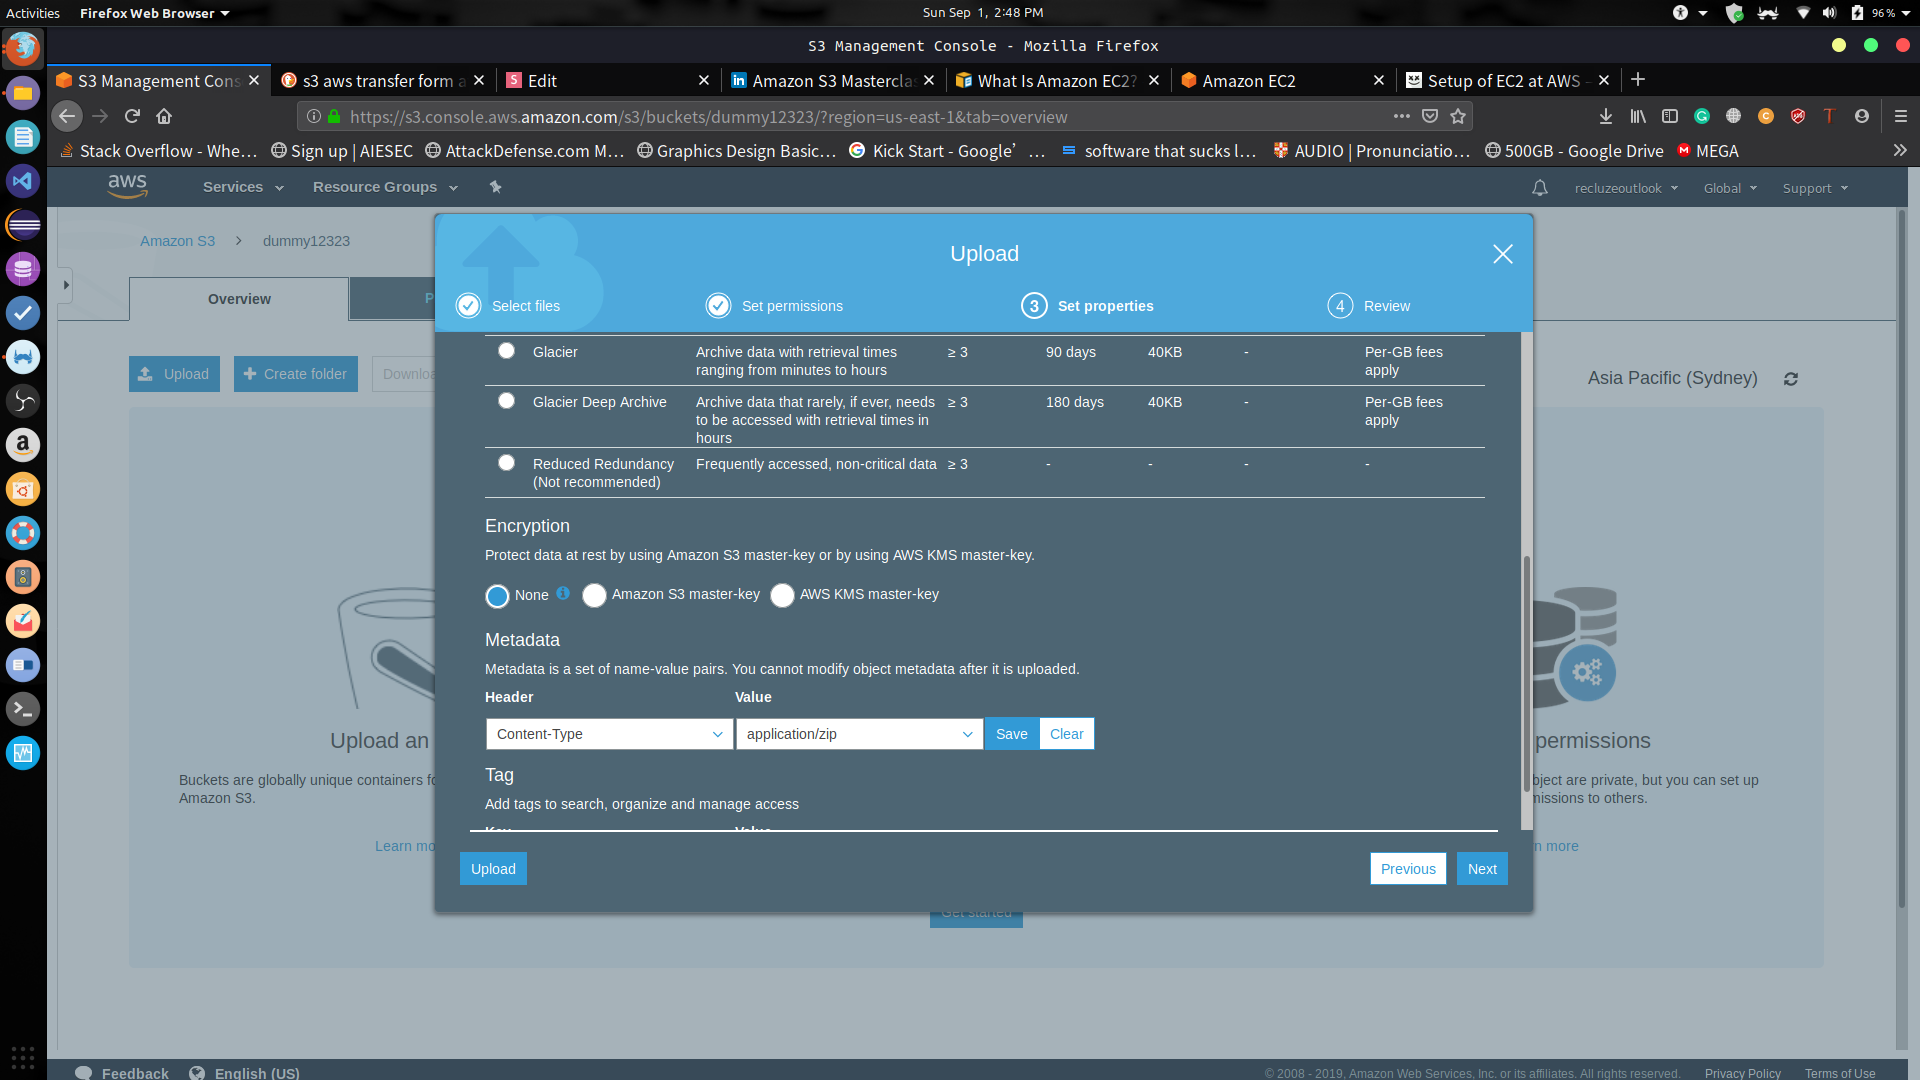 Activities
Firefox Web Browser
Sun Sep 1, 2:48 PM
96 %
S3 Management Console - Mozilla Firefox
S3 Management Cons
s3 aws transfer form a
Edit
Amazon S3 Mastercla
What Is Amazon EC2?
Amazon EC2
Setup of EC2 at AWS -
https://s3.console.aws.amazon.com/s3/buckets/dummy12323/?region=us-east-1&tab=overview
Stack Overflow - Whe…
Sign up | AIESEC
AttackDefense.com M…
Graphics Design Basic…
Kick Start - Google’ …
software that sucks l…
AUDIO | Pronunciatio…
500GB - Google Drive
MEGA
aws
Services
Resource Groups
recluzeoutlook
Global
Support
Amazon S3
dummy12323
Overview
P
Upload
Create folder
Downlo
Asia Pacific (Sydney)
Upload
Select files
Set permissions
3 Set properties
4 Review
Glacier
Archive data with retrieval times
ranging from minutes to hours
≥ 3
90 days
40KB
-
Per-GB fees
apply
Glacier Deep Archive
Archive data that rarely, if ever, needs
to be accessed with retrieval times in
hours
≥ 3
180 days
40KB
-
Per-GB fees
apply
Reduced Redundancy
(Not recommended)
Frequently accessed, non-critical data
≥ 3
-
-
-
-
Encryption
Protect data at rest by using Amazon S3 master-key or by using AWS KMS master-key.
None
Amazon S3 master-key
AWS KMS master-key
Metadata
Metadata is a set of name-value pairs. You cannot modify object metadata after it is uploaded.
Header
Value
Content-Type
application/zip
Save
Clear
Tag
Add tags to search, organize and manage access
Key
Value
Upload
Previous
Next
Upload an
Buckets are globally unique containers fo
Amazon S3.
Learn mo
permissions
bject are private, but you can set up
missions to others.
n more
Get started
Feedback
English (US)
© 2008 - 2019, Amazon Web Services, Inc. or its affiliates. All rights reserved.
Privacy Policy
Terms of Use